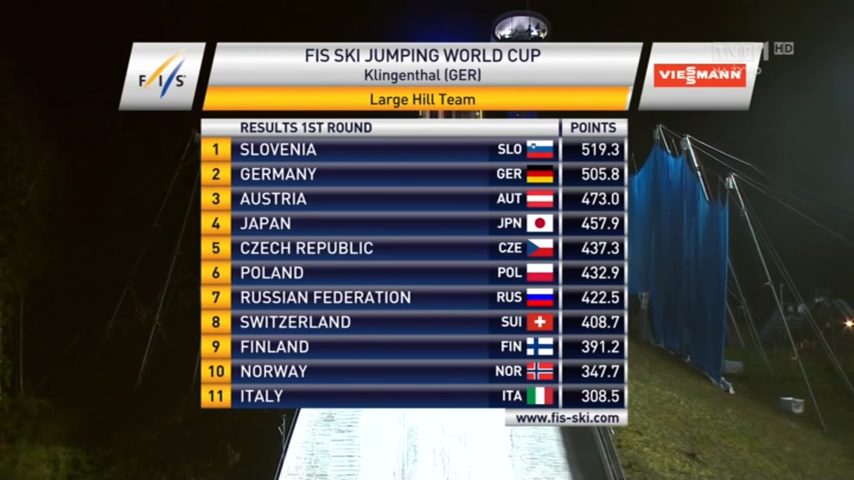 FIS SKI JUMPING WORLD CUP
FIS
Klingenthal (GER)
VIESSMANN
HD
Large Hill Team
RESULTS 1ST ROUND POINTS
1 SLOVENIA SLO 519.3
2 GERMANY GER 505.8
3 AUSTRIA AUT 473.0
4 JAPAN JPN 457.9
5 CZECH REPUBLIC CZE 437.3
6 POLAND POL 432.9
7 RUSSIAN FEDERATION RUS 422.5
8 SWITZERLAND SUI 408.7
9 FINLAND FIN 391.2
10 NORWAY NOR 347.7
11 ITALY ITA 308.5
www.fis-ski.com